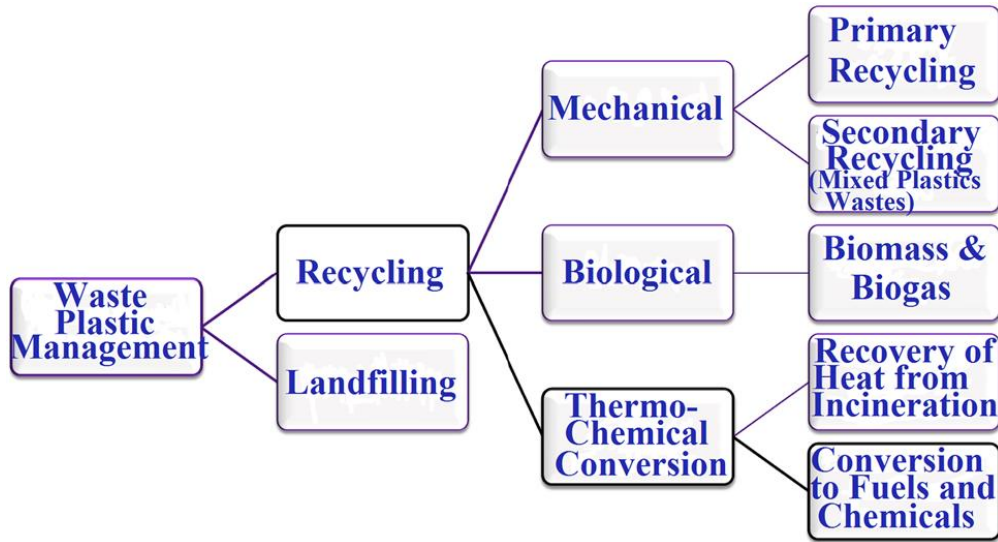 Waste
Plastic
Management
Recycling
Landfilling
Mechanical
Biological
Thermo-
Chemical
Conversion
Primary
Recycling
Secondary
Recycling
(Mixed Plastics
Wastes)
Biomass &
Biogas
Recovery of
Heat from
Incineration
Conversion
to Fuels and
Chemicals